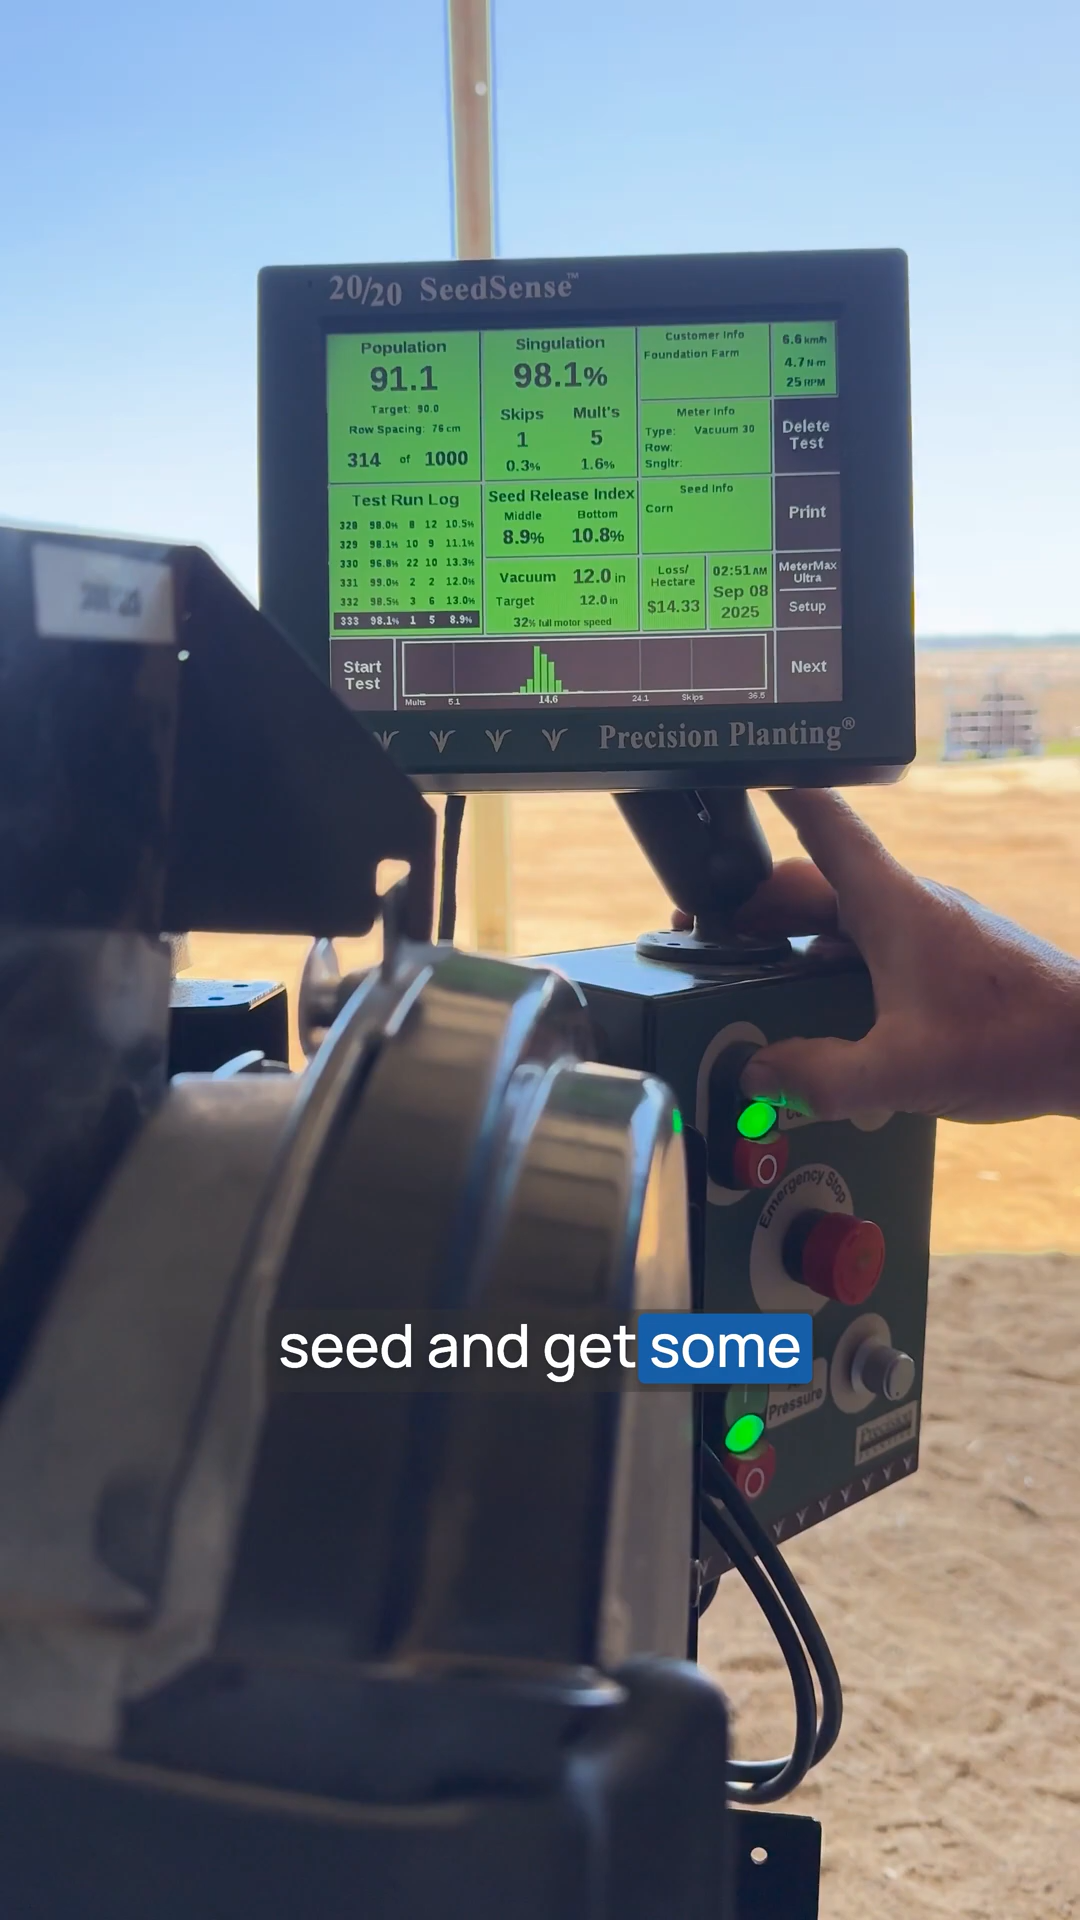 20/20 SeedSense™
Population
91.1
Target: 90.0
Row Spacing: 76 cm
314 of 1000
Singulation
98.1%
Skips Mult's
1 5
0.3% 1.6%
Customer Info
Foundation Farm
6.6 km/h
4.7 N·m
25 RPM
Meter Info
Type: Vacuum 30
Row:
Sngltr:
Delete
Test
Test Run Log
328 98.0% 8 12 10.5%
329 98.1% 10 9 11.1%
330 96.8% 22 10 13.3%
331 99.0% 2 2 12.0%
332 98.5% 3 6 13.0%
333 98.1% 1 5 8.9%
Seed Release Index
Middle Bottom
8.9% 10.8%
Seed Info
Corn
Print
Vacuum 12.0 in
Target 12.0 in
32% full motor speed
Loss/
Hectare
$14.33
02:51 AM
Sep 08
2025
MeterMax
Ultra
Setup
Start
Test
Mults 5.1 14.6 24.1 Skips 36.5
Next
Precision Planting®
Emergency Stop
seed and get some
Pressure
Precision